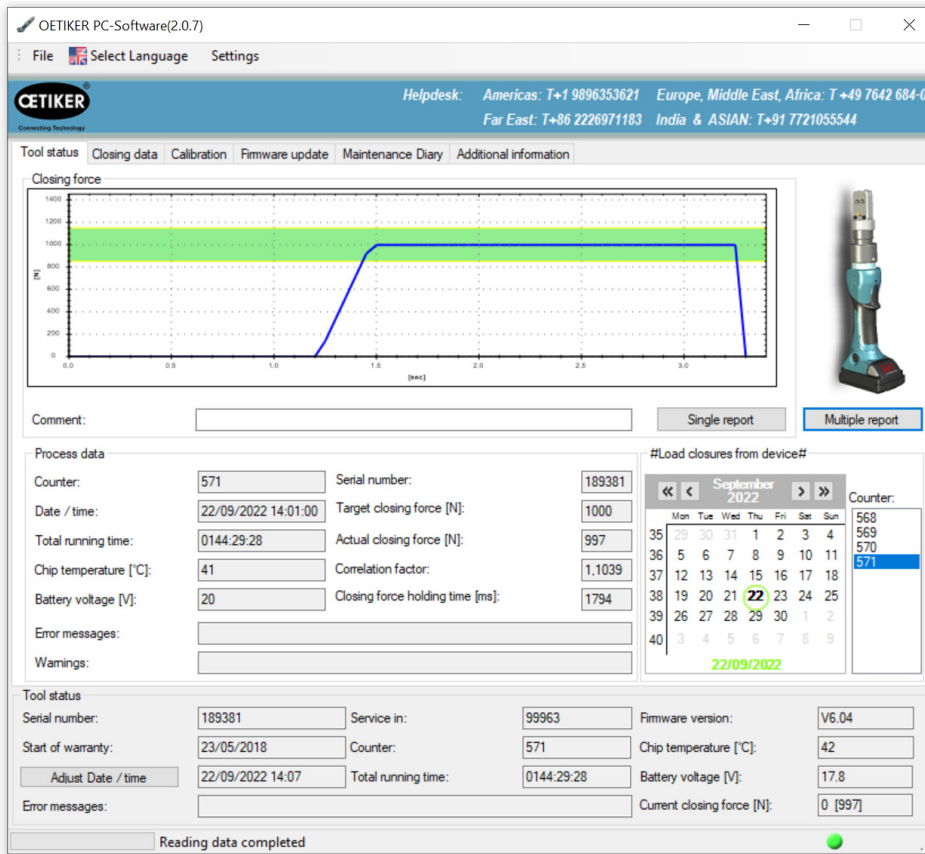 OETIKER PC-Software(2.0.7)
File Select Language Settings
ŒTIKER®
Connecting Technology
Helpdesk: Americas: T+1 9896353621 Europe, Middle East, Africa: T +49 7642 684-0
Far East: T+86 2226971183 India & ASIAN: T+91 7721055544
Tool status Closing data Calibration Firmware update Maintenance Diary Additional information
Closing force
1400
1200
1000
800
[N]
600
400
200
0
0.0 0.5 1.0 1.5 2.0 2.5 3.0
[sec]
Comment: Single report Multiple report
Process data
Counter: 571 Serial number: 189381
Date / time: 22/09/2022 14:01:00 Target closing force [N]: 1000
Total running time: 0144:29:28 Actual closing force [N]: 997
Chip temperature [°C]: 41 Correlation factor: 1,1039
Battery voltage [V]: 20 Closing force holding time [ms]: 1794
Error messages:
Warnings:
#Load closures from device#
« ‹ September 2022 › »
Mon Tue Wed Thu Fri Sat Sun
35 29 30 31 1 2 3 4
36 5 6 7 8 9 10 11
37 12 13 14 15 16 17 18
38 19 20 21 22 23 24 25
39 26 27 28 29 30 1 2
40 3 4 5 6 7 8 9
22/09/2022
Counter:
568
569
570
571
Tool status
Serial number: 189381 Service in: 99963 Firmware version: V6.04
Start of warranty: 23/05/2018 Counter: 571 Chip temperature [°C]: 42
Adjust Date / time 22/09/2022 14:07 Total running time: 0144:29:28 Battery voltage [V]: 17.8
Error messages: Current closing force [N]: 0 [997]
Reading data completed